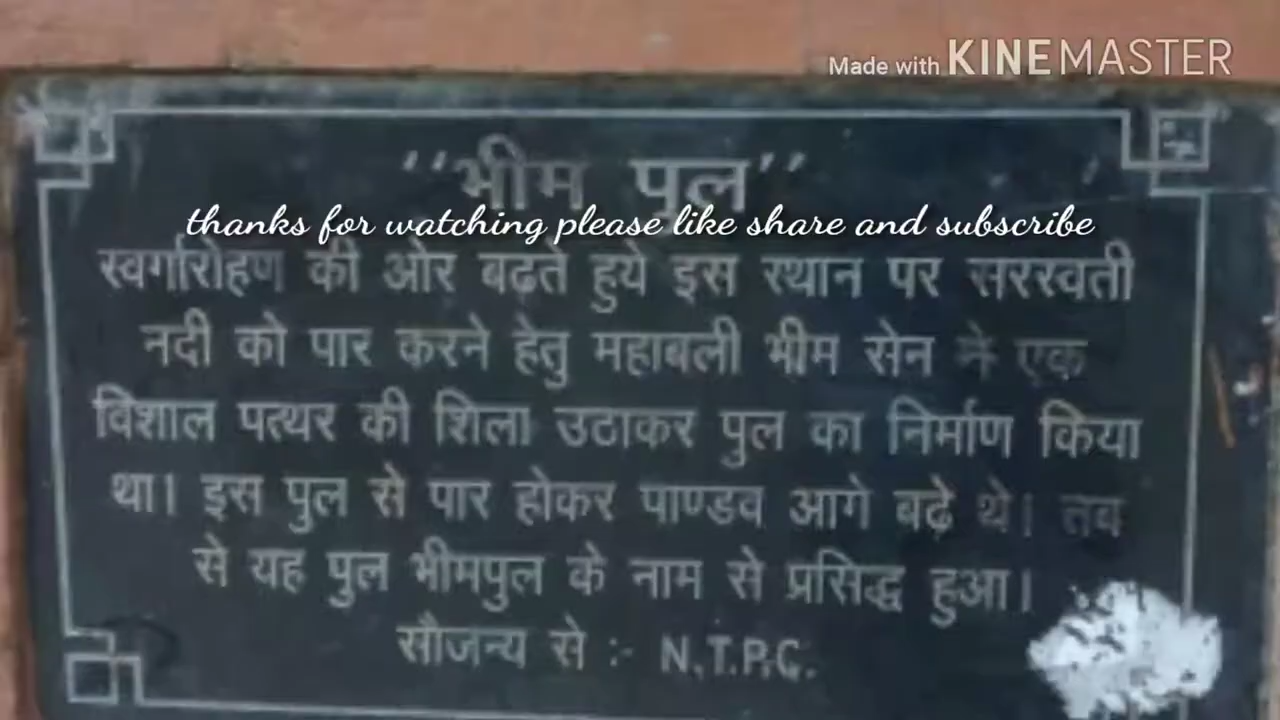 Made with KINEMASTER
‘‘भीम पुल’’
thanks for watching please like share and subscribe
स्वर्गारोहण की ओर बढ़ते हुये इस स्थान पर सरस्वती
नदी को पार करने हेतु महाबली भीम सेन ने एक
विशाल पत्थर की शिला उठाकर पुल का निर्माण किया
था। इस पुल से पार होकर पाण्डव आगे बढ़े थे। तब
से यह पुल भीमपुल के नाम से प्रसिद्ध हुआ।
सौजन्य से :- N.T.P.C.